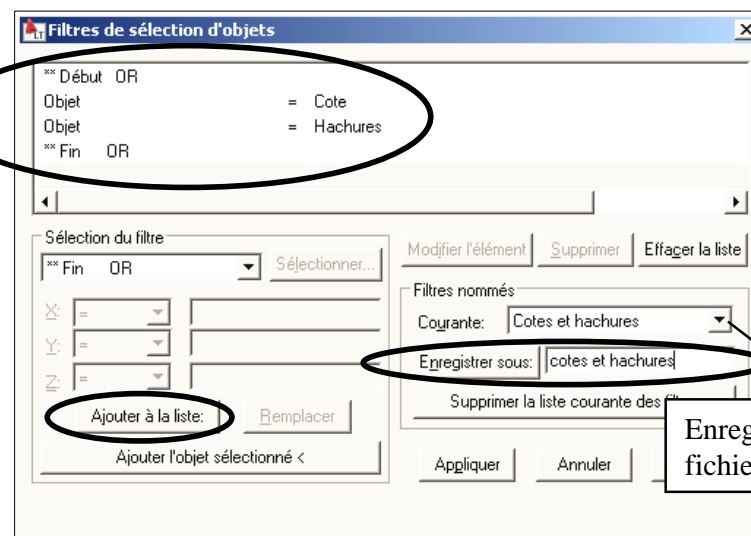 LT Filtres de sélection d'objets
** Début OR
Objet = Cote
Objet = Hachures
** Fin OR
Sélection du filtre
** Fin OR
Sélectionner...
X: =
Y: =
Z: =
Ajouter à la liste:
Remplacer
Ajouter l'objet sélectionné <
Modifier l'élément
Supprimer
Effacer la liste
Filtres nommés
Courante: Cotes et hachures
Enregistrer sous: cotes et hachures
Supprimer la liste courante des
Appliquer
Annuler